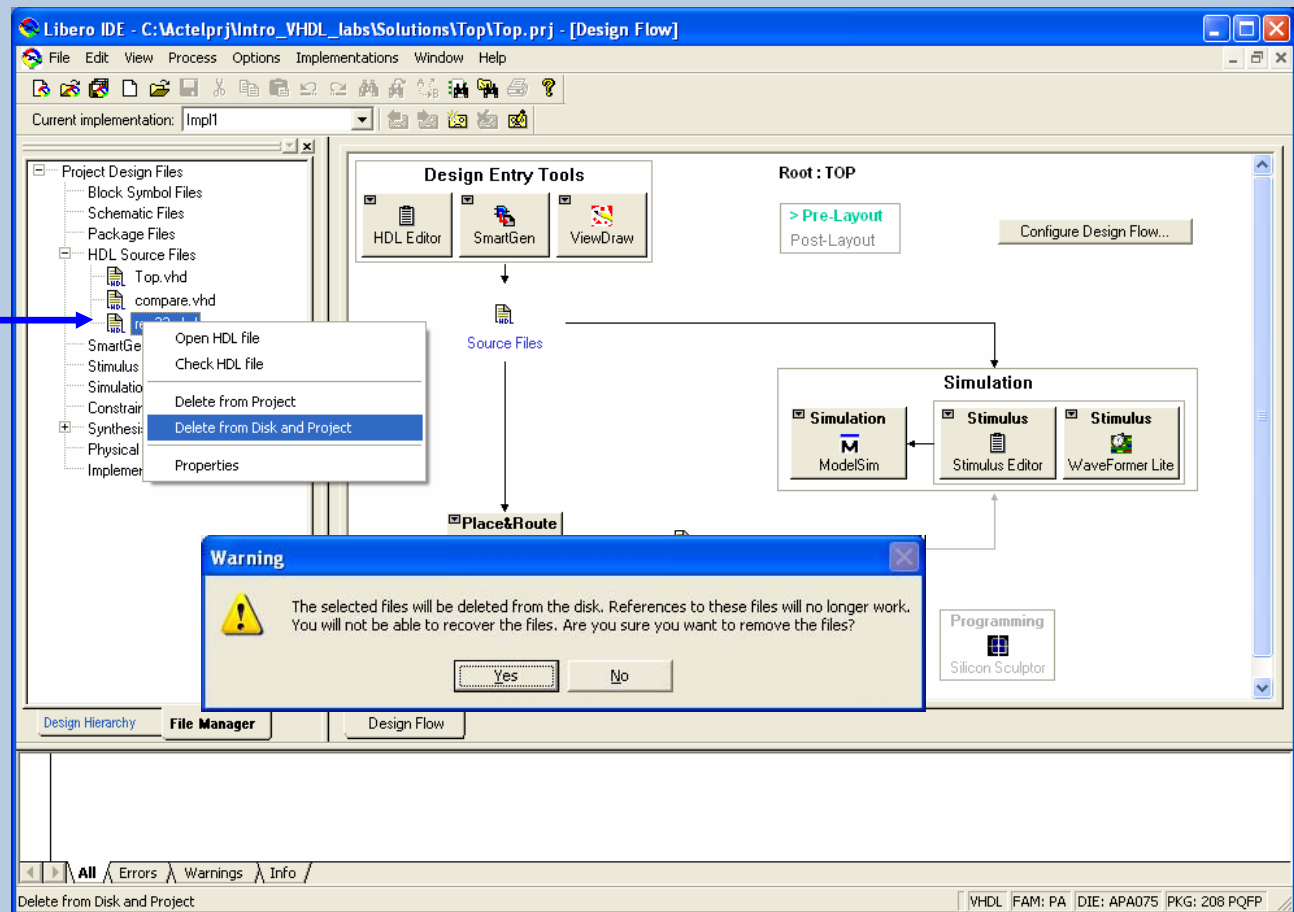 Libero IDE - C:\Actelprj\Intro_VHDL_labs\Solutions\Top\Top.prj - [Design Flow]
File Edit View Process Options Implementations Window Help
Current implementation: Impl1
Project Design Files
Block Symbol Files
Schematic Files
Package Files
HDL Source Files
Top.vhd
compare.vhd
Open HDL file
Check HDL file
Delete from Project
Delete from Disk and Project
Properties
Stimulus
Physical
Design Hierarchy
File Manager
Design Entry Tools
HDL Editor
SmartGen
ViewDraw
Root : TOP
> Pre-Layout
Post-Layout
Configure Design Flow...
HDL
Source Files
Simulation
Simulation
ModelSim
Stimulus
Stimulus Editor
Stimulus
WaveFormer Lite
Place&Route
Programming
Silicon Sculptor
Warning
The selected files will be deleted from the disk. References to these files will no longer work.
You will not be able to recover the files. Are you sure you want to remove the files?
Yes
No
Design Flow
All Errors Warnings Info
Delete from Disk and Project
VHDL FAM: PA DIE: APA075 PKG: 208 PQFP